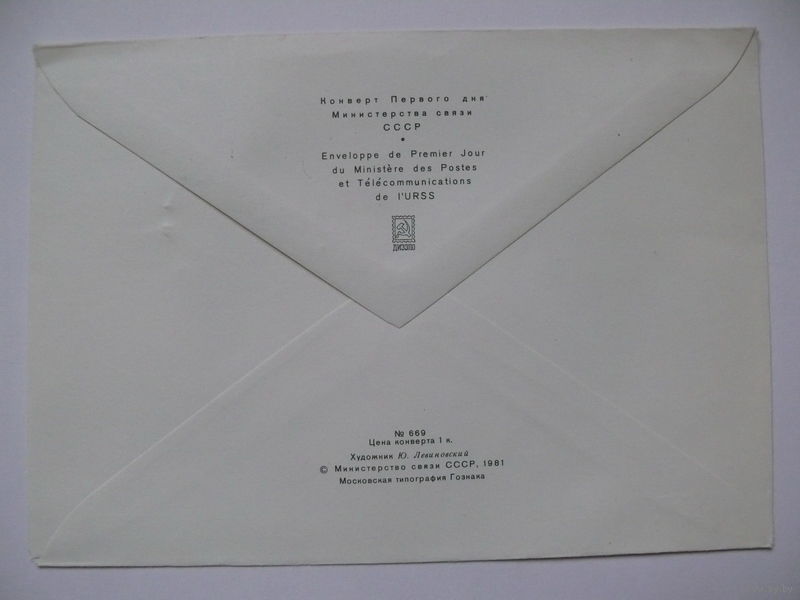 Конверт Первого дня
Министерства связи
СССР
•
Enveloppe de Premier Jour
du Ministère des Postes
et Télécommunications
de l'URSS
ДИЭЗПО
№ 669
Цена конверта 1 к.
Художник Ю. Левиновский
© Министерство связи СССР, 1981
Московская типография Гознака